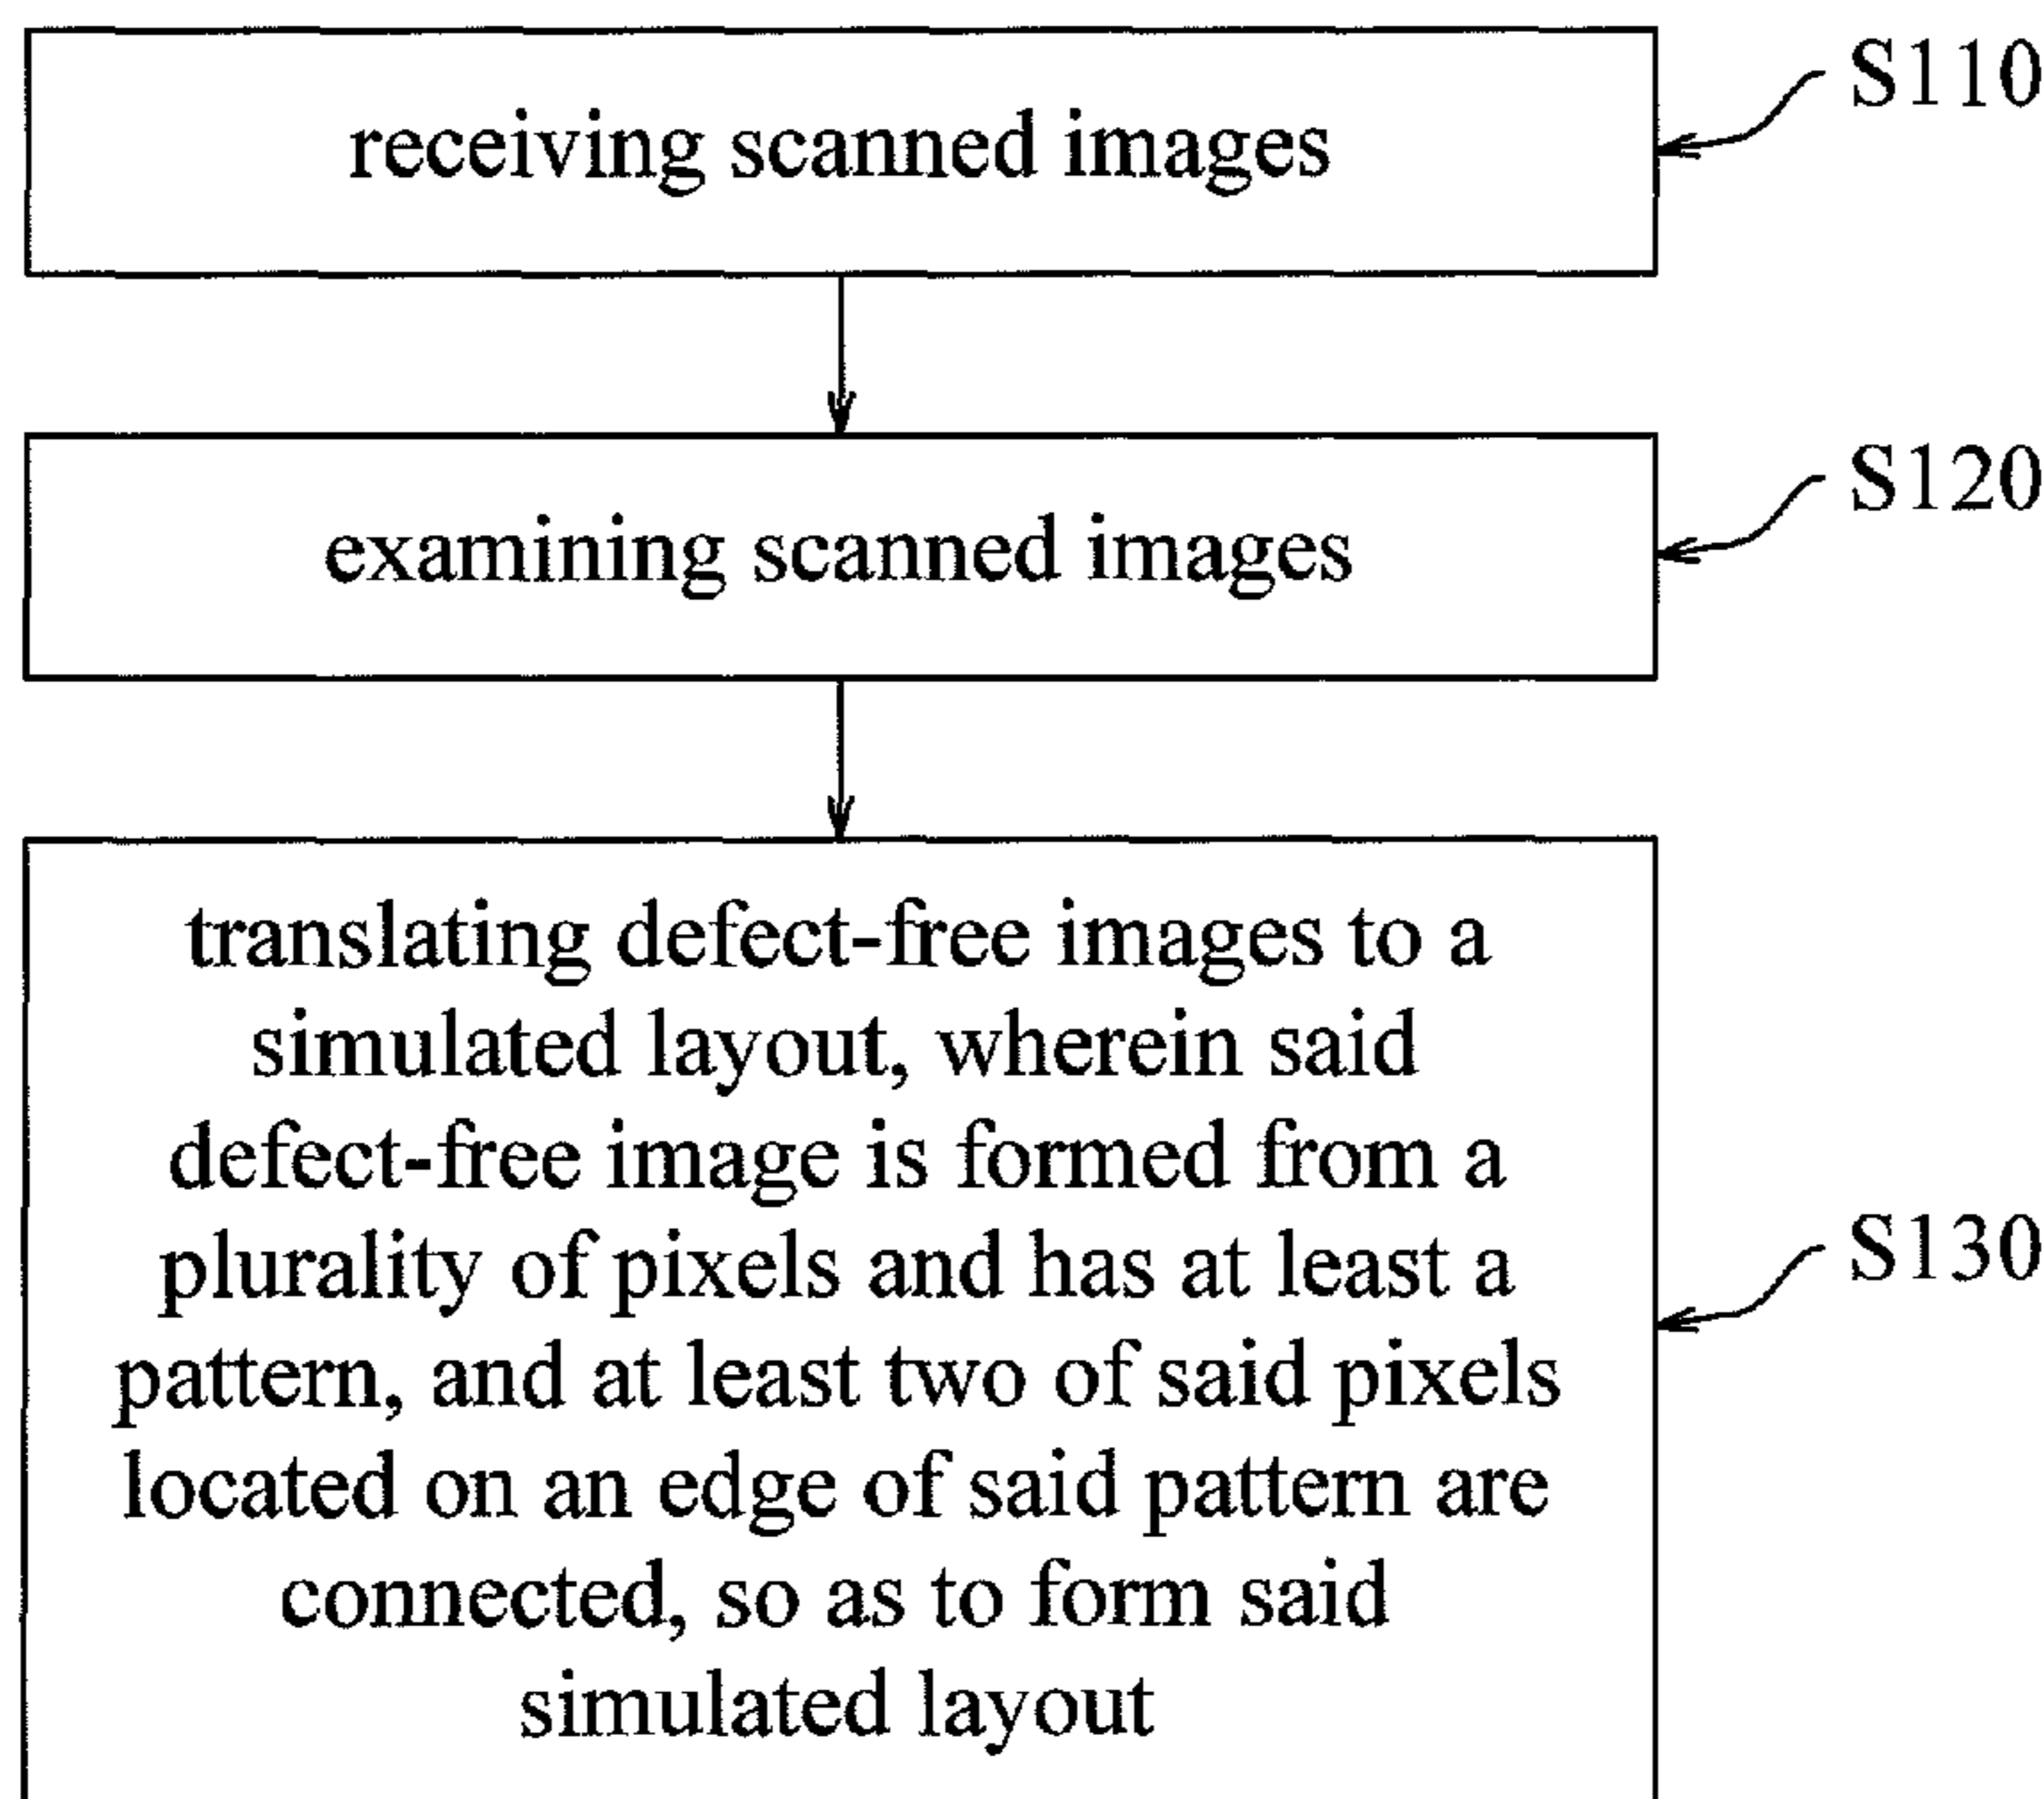 receiving scanned images
S110
examining scanned images
S120
translating defect-free images to a
simulated layout, wherein said
defect-free image is formed from a
plurality of pixels and has at least a
pattern, and at least two of said pixels
located on an edge of said pattern are
connected, so as to form said
simulated layout
S130